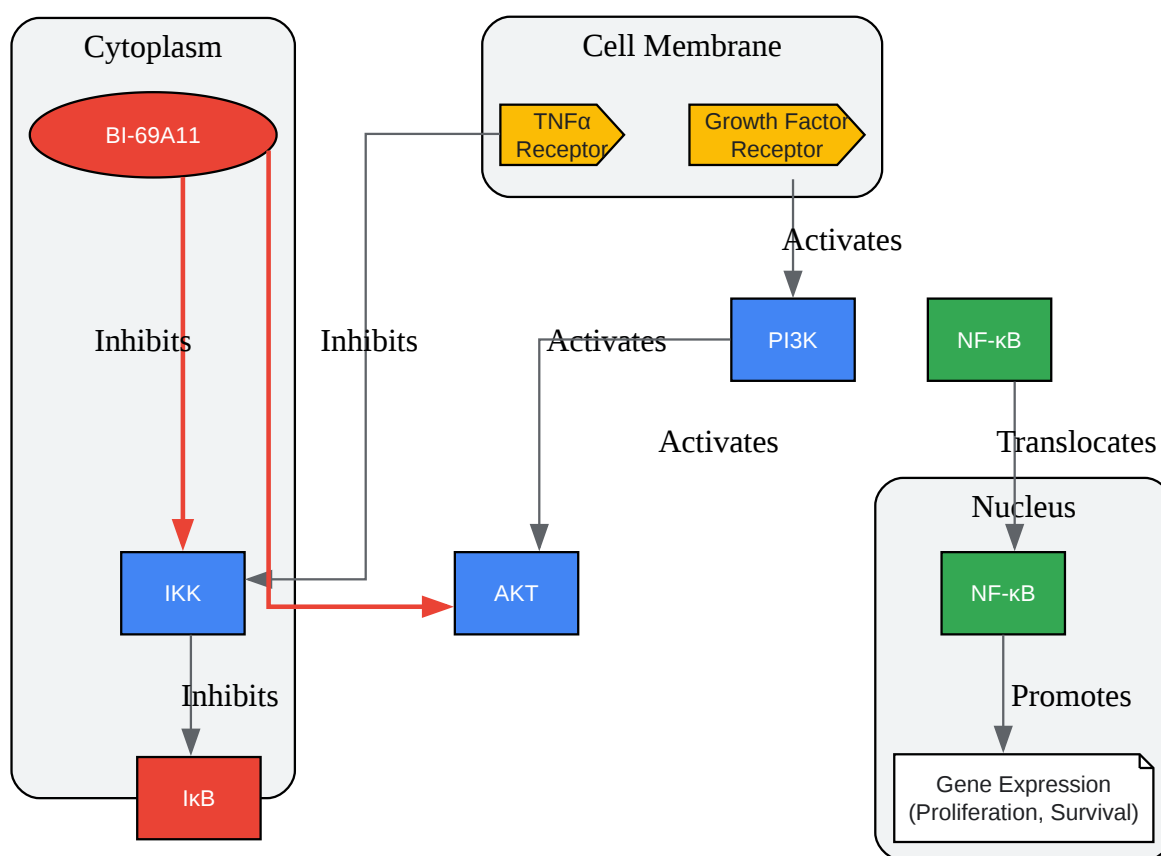 Cytoplasm
Cell Membrane
BI-69A11
TNFα
Receptor
Growth Factor
Receptor
Activates
Inhibits
Inhibits
Activates
PI3K
NF-κB
Activates
Translocates
Nucleus
IKK
AKT
NF-κB
Inhibits
Promotes
IκB
Gene Expression
(Proliferation, Survival)